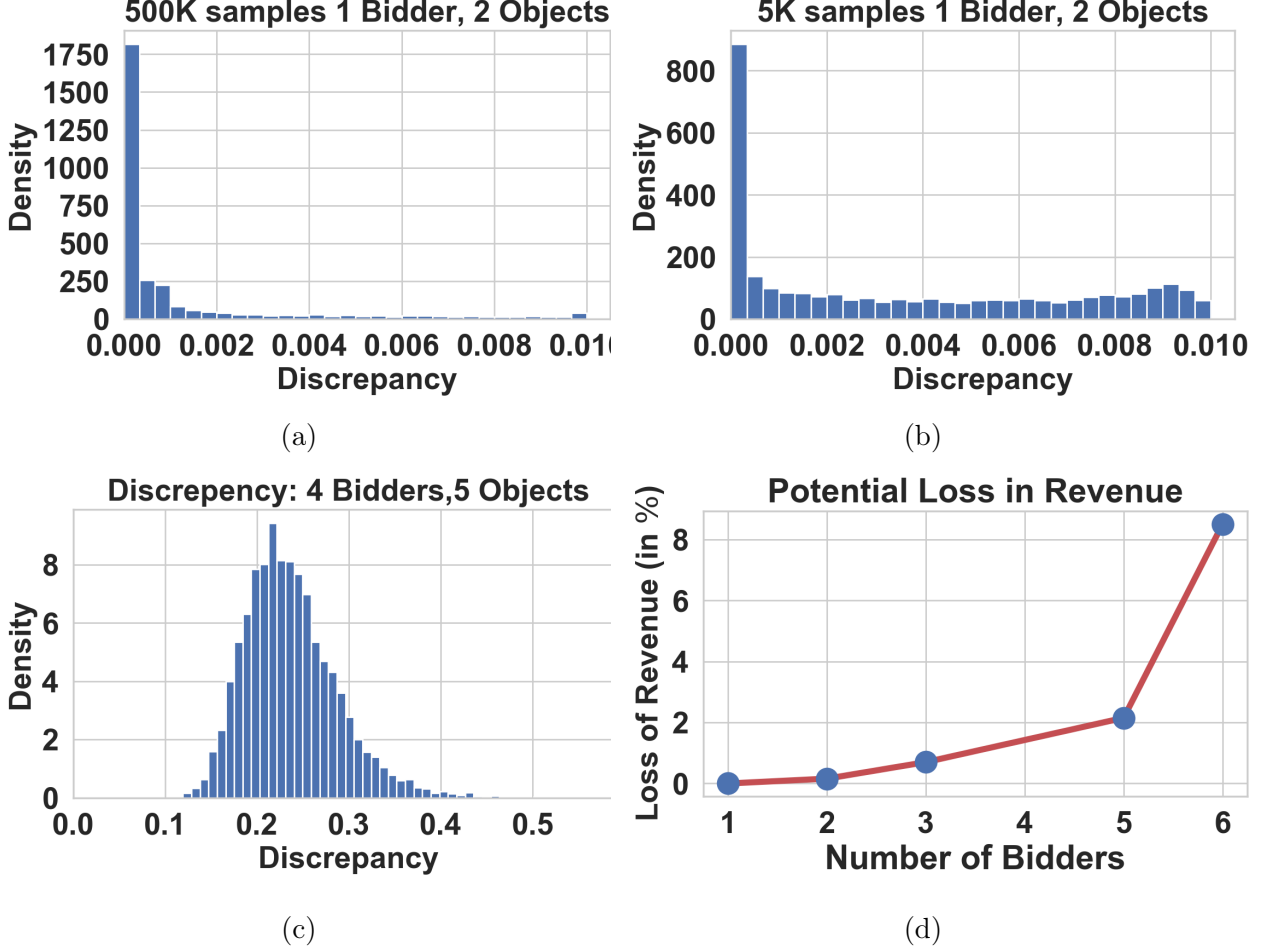 500K samples 1 Bidder, 2 Objects
Density
1750
1500
1250
1000
750
500
250
0
0.000 0.002 0.004 0.006 0.008 0.010
Discrepancy
(a)
5K samples 1 Bidder, 2 Objects
Density
800
600
400
200
0
0.000 0.002 0.004 0.006 0.008 0.010
Discrepancy
(b)
Discrepency: 4 Bidders,5 Objects
Density
8
6
4
2
0
0.0 0.1 0.2 0.3 0.4 0.5
Discrepancy
(c)
Potential Loss in Revenue
Loss of Revenue (in %)
8
6
4
2
0
1 2 3 4 5 6
Number of Bidders
(d)